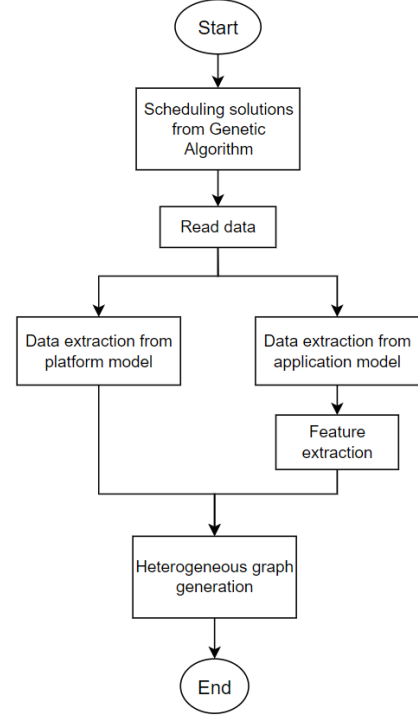 Start
Scheduling solutions
from Genetic
Algorithm
Read data
Data extraction from
platform model
Data extraction from
application model
Feature
extraction
Heterogeneous graph
generation
End